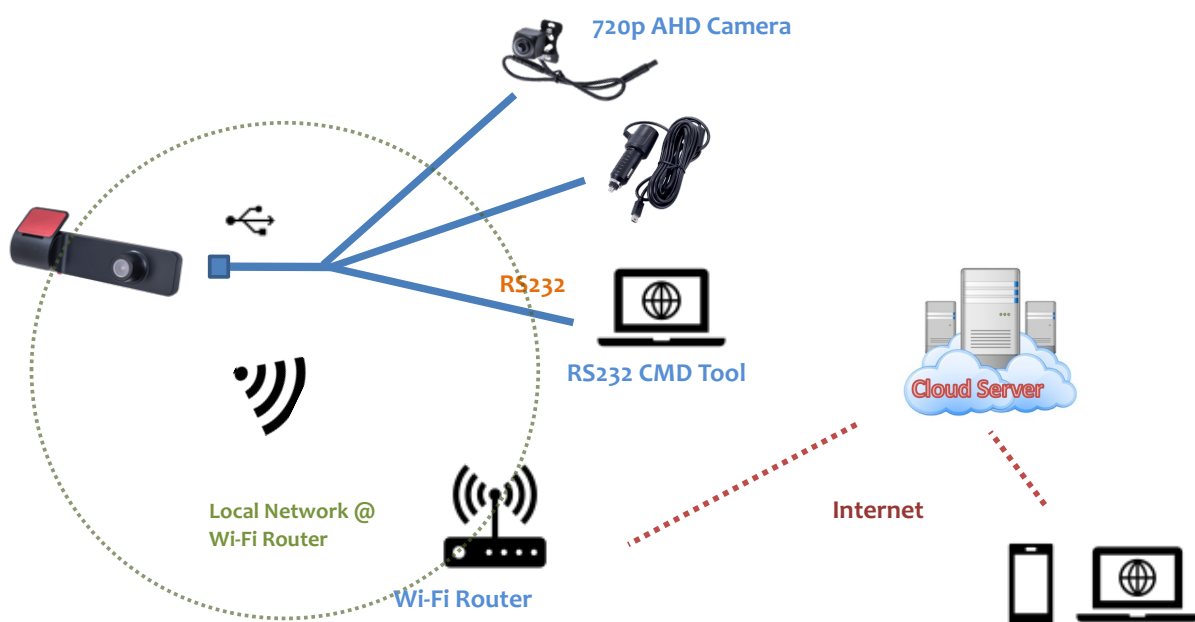 720p AHD Camera
RS232
RS232 CMD Tool
Cloud Server
Local Network @
Wi-Fi Router
Internet
Wi-Fi Router